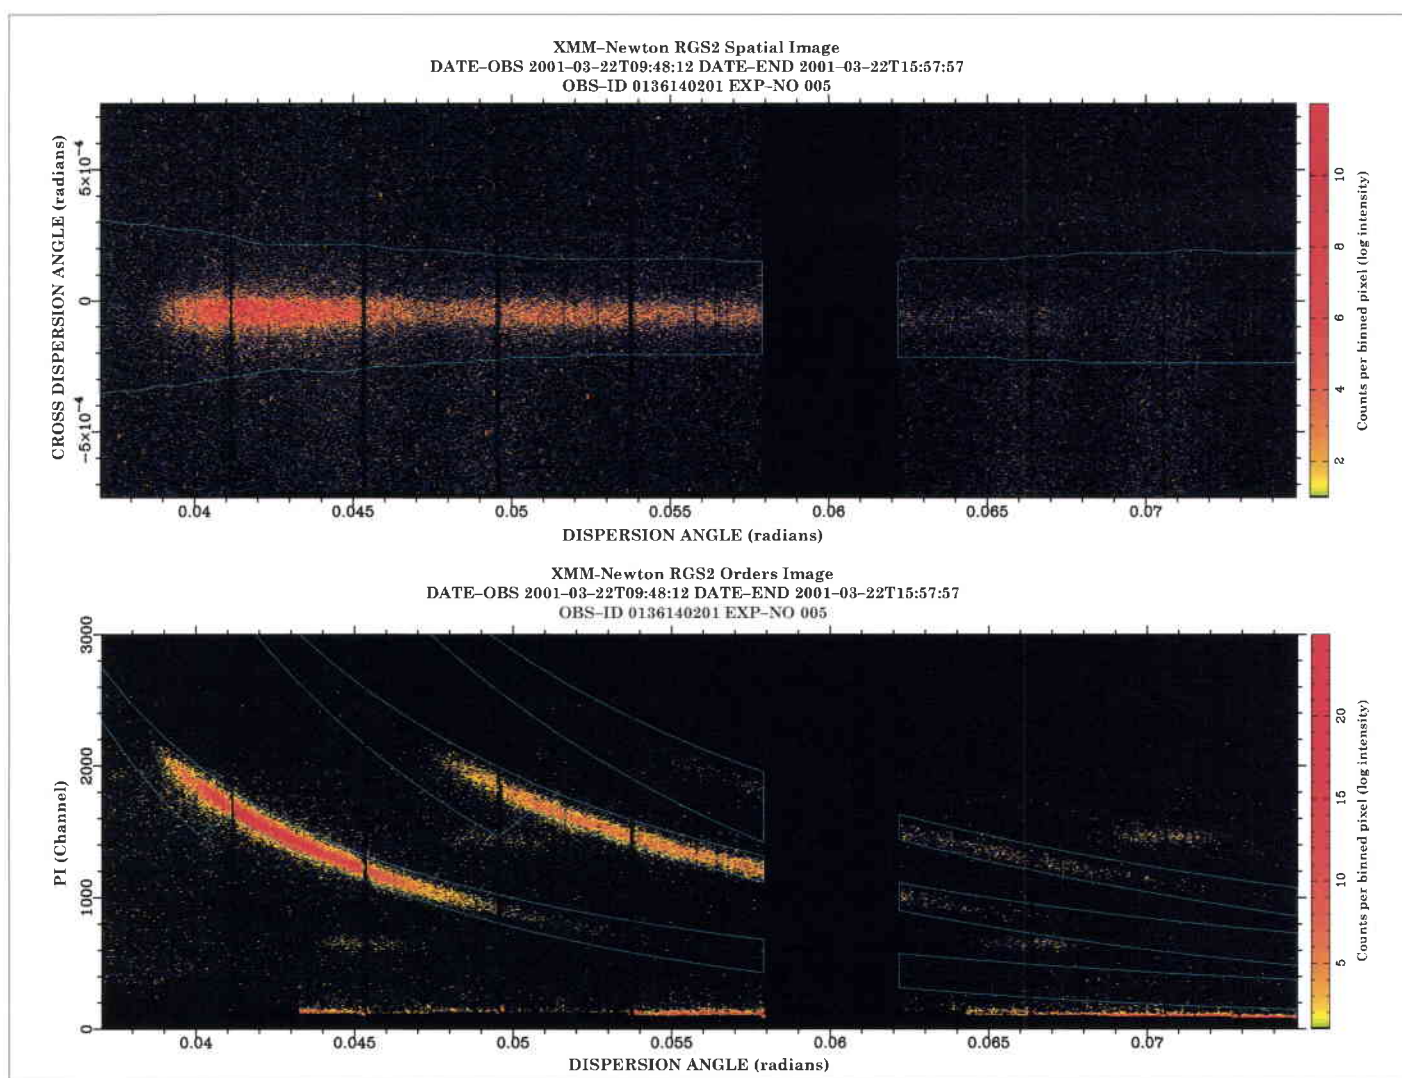 XMM–Newton RGS2 Spatial Image
DATE–OBS 2001–03–22T09:48:12 DATE–END 2001–03–22T15:57:57
OBS–ID 0136140201 EXP–NO 005
CROSS DISPERSION ANGLE (radians)
5×10⁻⁴
0
−5×10⁻⁴
0.04 0.045 0.05 0.055 0.06 0.065 0.07
DISPERSION ANGLE (radians)
10
8
6
4
2
Counts per binned pixel (log intensity)
XMM-Newton RGS2 Orders Image
DATE–OBS 2001–03–22T09:48:12 DATE–END 2001–03–22T15:57:57
OBS–ID 0136140201 EXP–NO 005
PI (Channel)
3000
2000
1000
0
0.04 0.045 0.05 0.055 0.06 0.065 0.07
DISPERSION ANGLE (radians)
20
15
10
5
Counts per binned pixel (log intensity)